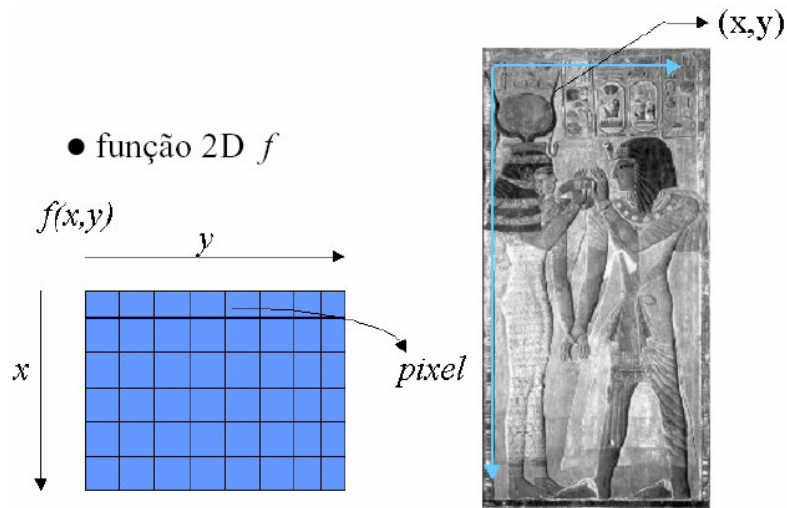 (x,y)
● função 2D f
f(x,y)
y
x
pixel